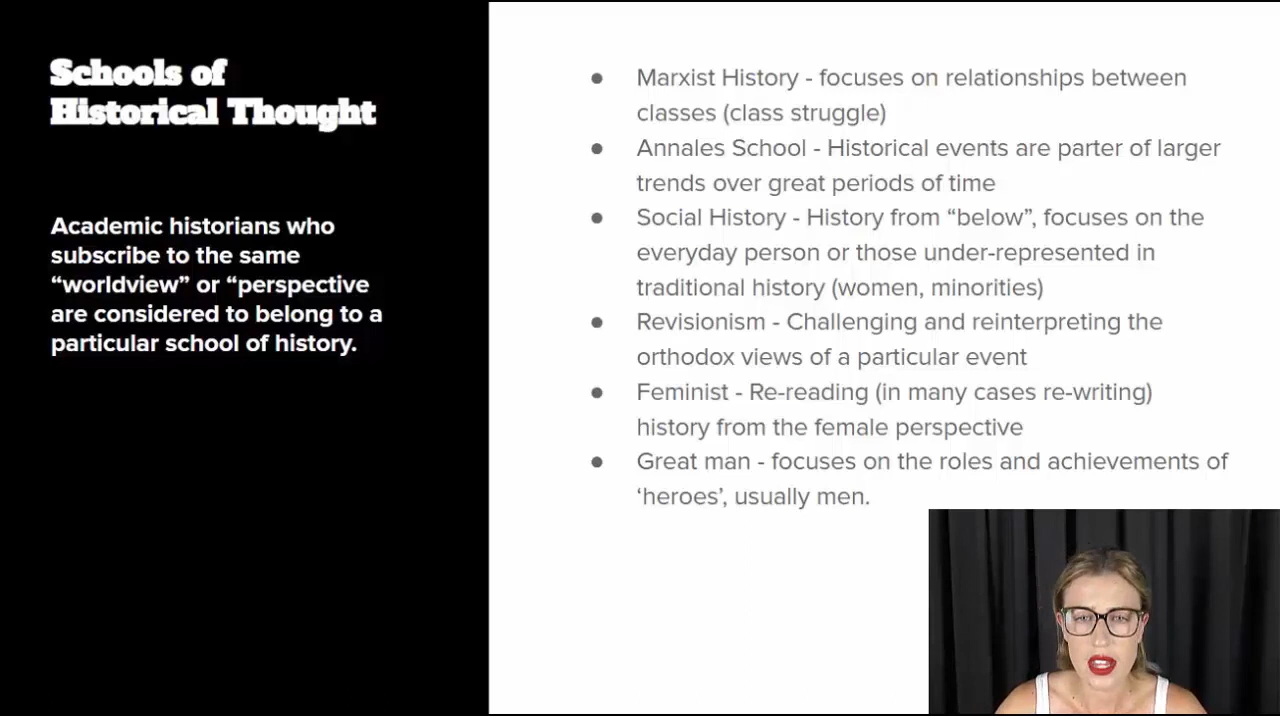 Schools of
Historical Thought
Academic historians who
subscribe to the same
“worldview” or “perspective
are considered to belong to a
particular school of history.
● Marxist History - focuses on relationships between
classes (class struggle)
● Annales School - Historical events are parter of larger
trends over great periods of time
● Social History - History from “below”, focuses on the
everyday person or those under-represented in
traditional history (women, minorities)
● Revisionism - Challenging and reinterpreting the
orthodox views of a particular event
● Feminist - Re-reading (in many cases re-writing)
history from the female perspective
● Great man - focuses on the roles and achievements of
‘heroes’, usually men.